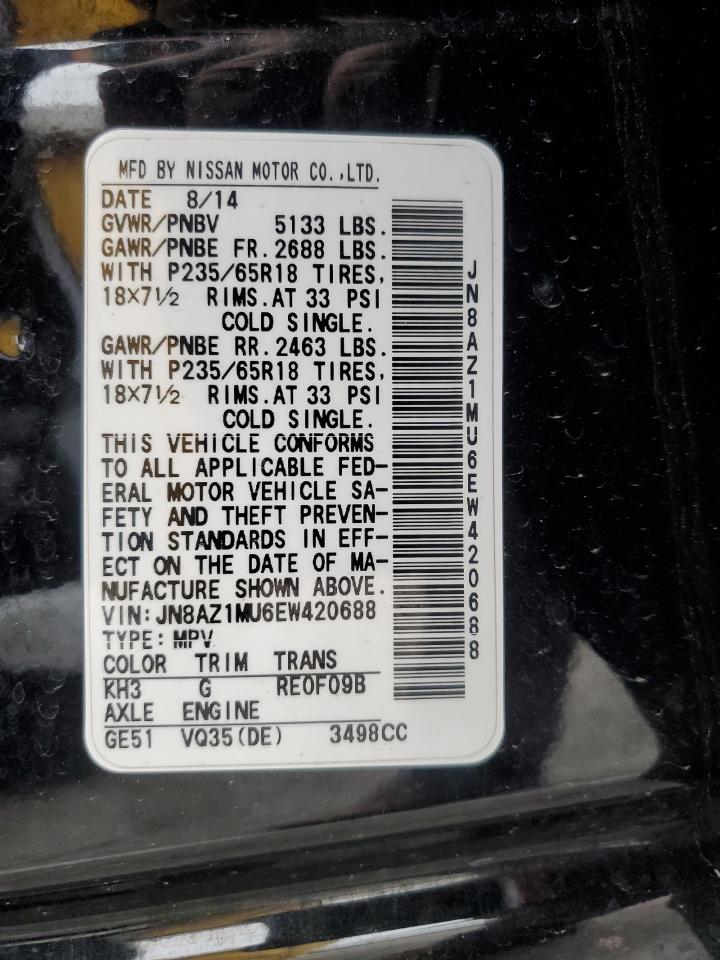 MFD BY NISSAN MOTOR CO.,LTD.
DATE 8/14
GVWR/PNBV 5133 LBS.
GAWR/PNBE FR.2688 LBS.
WITH P235/65R18 TIRES,
18×7½ RIMS.AT 33 PSI
COLD SINGLE.
GAWR/PNBE RR.2463 LBS.
WITH P235/65R18 TIRES,
18×7½ RIMS.AT 33 PSI
COLD SINGLE.
THIS VEHICLE CONFORMS
TO ALL APPLICABLE FED-
ERAL MOTOR VEHICLE SA-
FETY AND THEFT PREVEN-
TION STANDARDS IN EFF-
ECT ON THE DATE OF MA-
NUFACTURE SHOWN ABOVE.
VIN:JN8AZ1MU6EW420688
TYPE:MPV
COLOR TRIM TRANS
KH3 G RE0F09B
AXLE ENGINE
GE51 VQ35(DE) 3498CC
JN8AZ1MU6EW420688